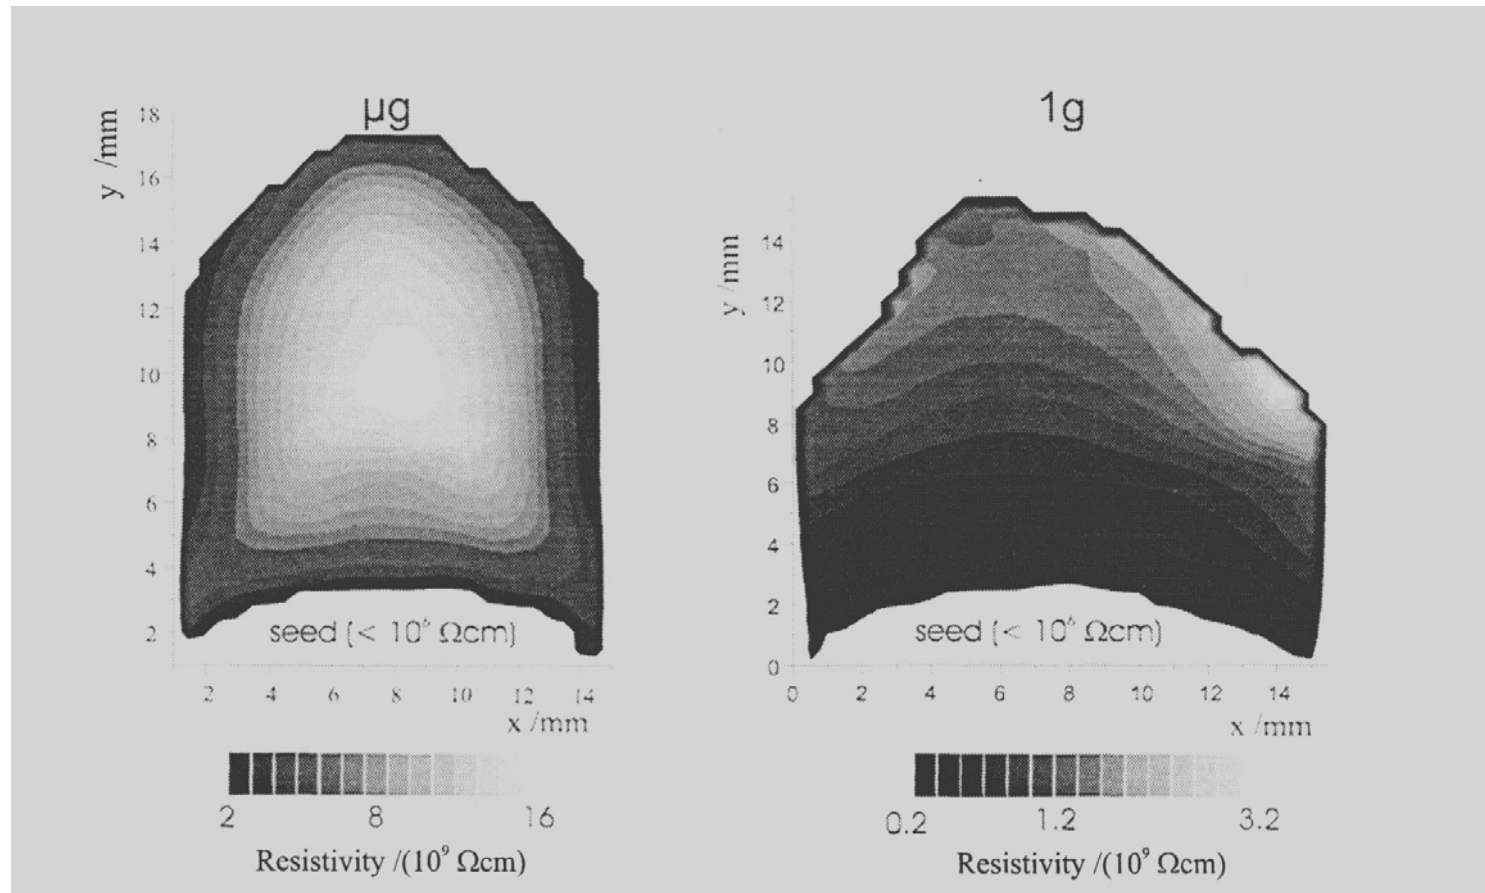 µg
1g
y /mm
18
16
14
12
10
8
6
4
2
seed (< 10⁶ Ωcm)
2 4 6 8 10 12 14
x /mm
y /mm
14
12
10
8
6
4
2
0
seed (< 10⁶ Ωcm)
0 2 4 6 8 10 12 14
x /mm
2 8 16
Resistivity /(10⁹ Ωcm)
0.2 1.2 3.2
Resistivity /(10⁹ Ωcm)